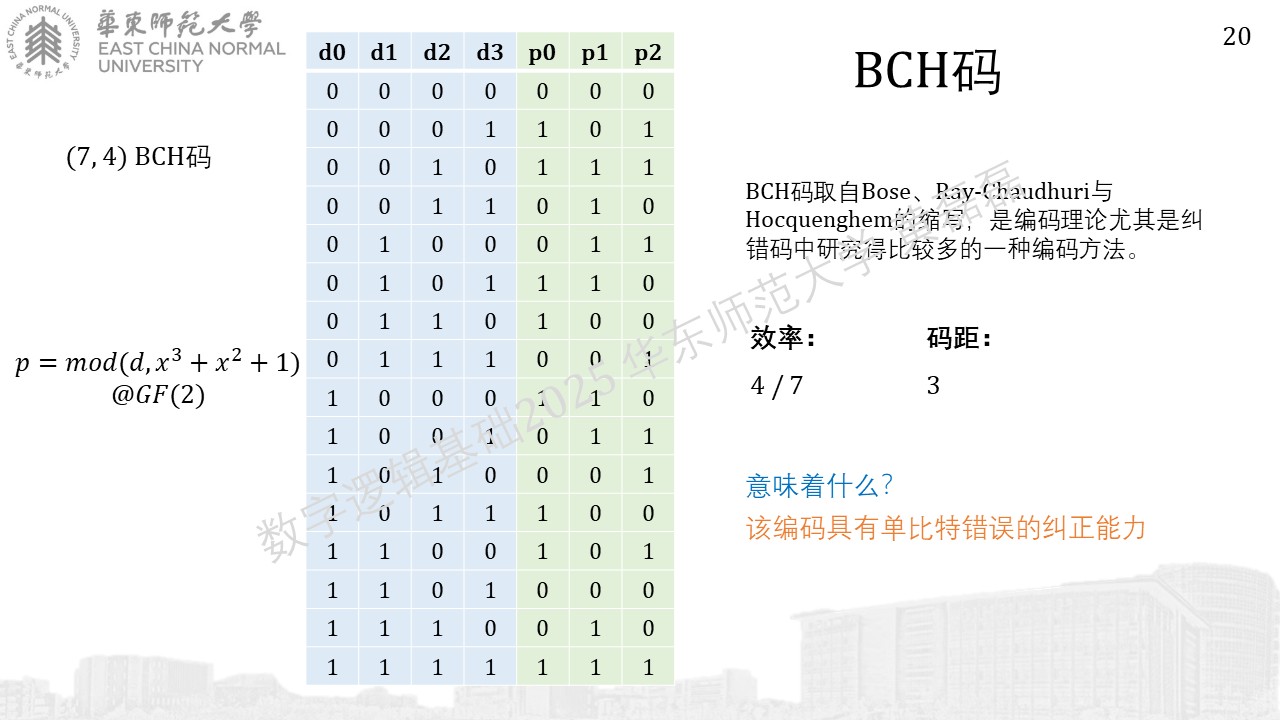 華東師範大學
EAST CHINA NORMAL
UNIVERSITY
EAST CHINA NORMAL UNIVERSITY
華東師範大學
20
BCH码
(7, 4) BCH码
p = mod(d, x³ + x² + 1)
@GF(2)
d0 d1 d2 d3 p0 p1 p2
0 0 0 0 0 0 0
0 0 0 1 1 0 1
0 0 1 0 1 1 1
0 0 1 1 0 1 0
0 1 0 0 0 1 1
0 1 0 1 1 1 0
0 1 1 0 1 0 0
0 1 1 1 0 0 1
1 0 0 0 1 1 0
1 0 0 1 0 1 1
1 0 1 0 0 0 1
1 0 1 1 1 0 0
1 1 0 0 1 0 1
1 1 0 1 0 0 0
1 1 1 0 0 1 0
1 1 1 1 1 1 1
BCH码取自Bose、Ray-Chaudhuri与
Hocquenghem的缩写，是编码理论尤其是纠
错码中研究得比较多的一种编码方法。
效率： 码距：
4 / 7 3
意味着什么？
该编码具有单比特错误的纠正能力
数字逻辑基础2025 华东师范大学 黄磊磊